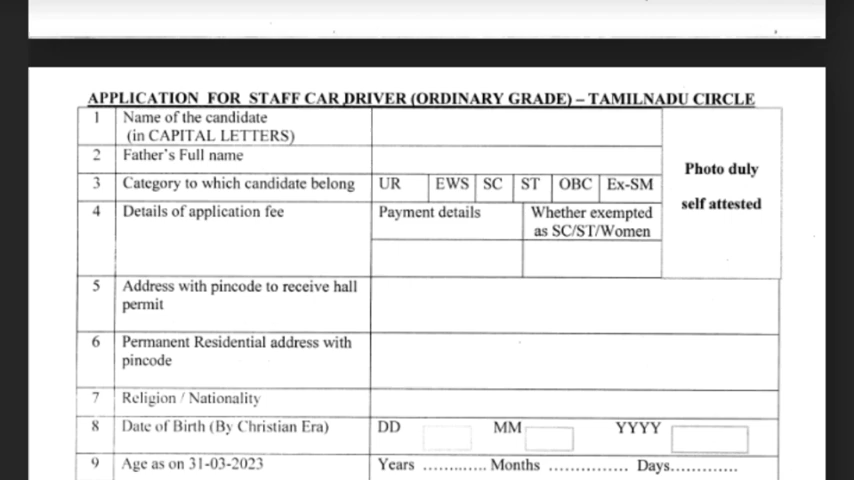 APPLICATION FOR STAFF CAR DRIVER (ORDINARY GRADE) – TAMILNADU CIRCLE
1 Name of the candidate
(in CAPITAL LETTERS)
Photo duly
self attested
2 Father's Full name
3 Category to which candidate belong UR EWS SC ST OBC Ex-SM
4 Details of application fee Payment details Whether exempted
as SC/ST/Women
5 Address with pincode to receive hall
permit
6 Permanent Residential address with
pincode
7 Religion / Nationality
8 Date of Birth (By Christian Era) DD MM YYYY
9 Age as on 31-03-2023 Years ............. Months ................ Days.............